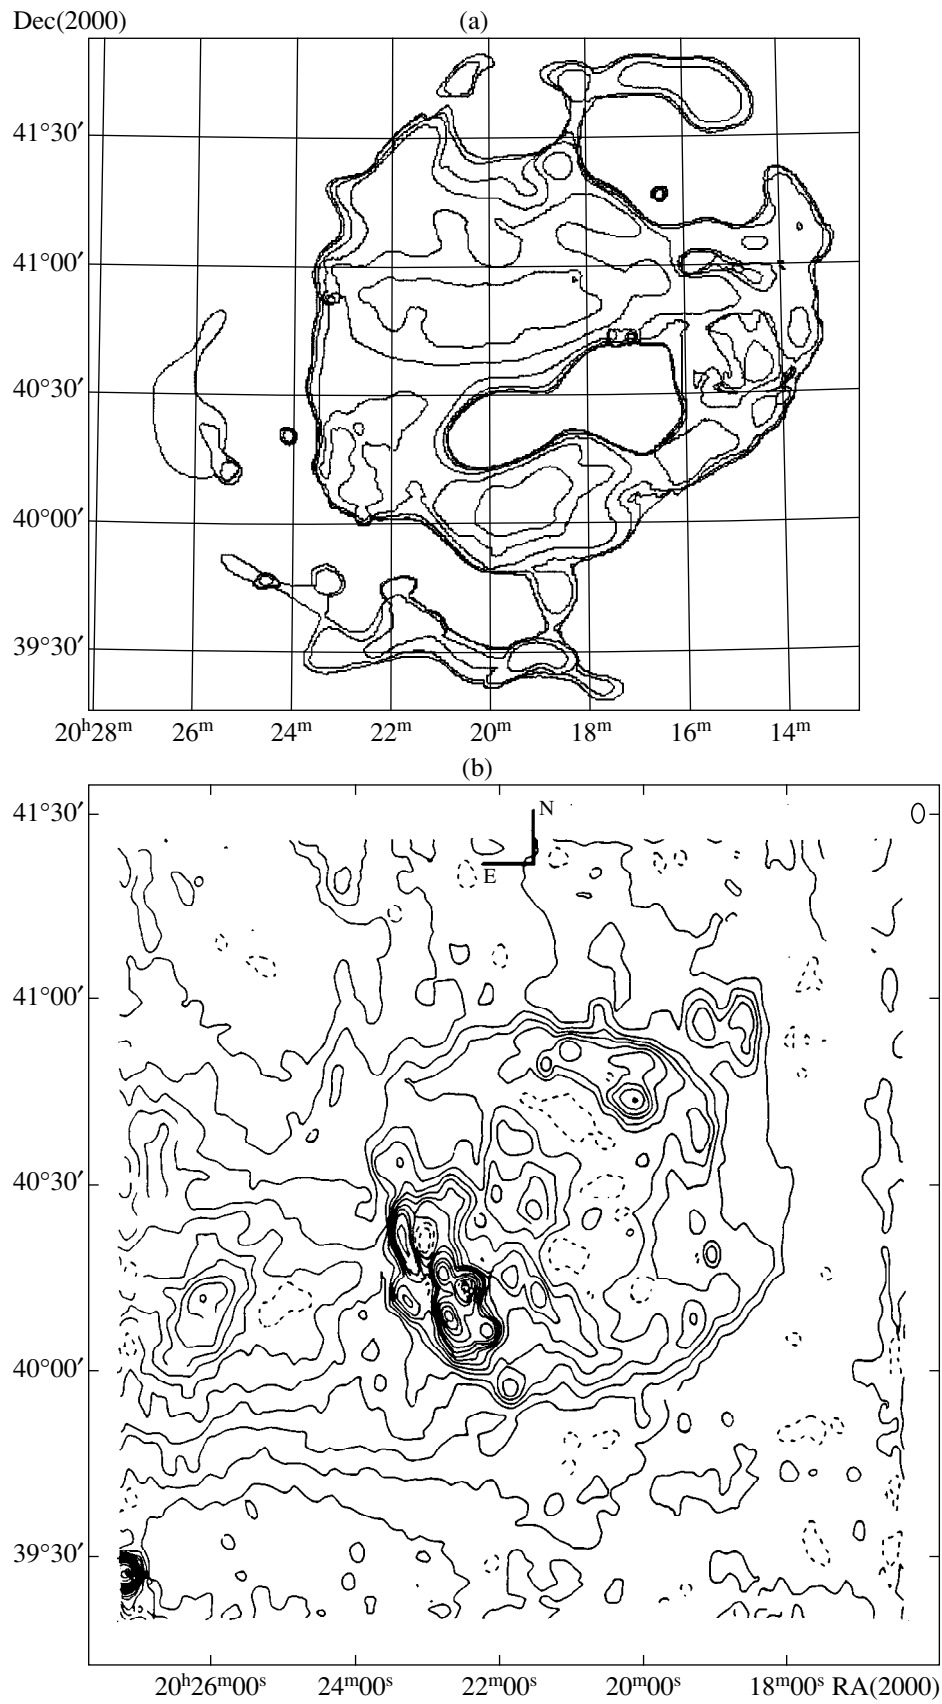 Dec(2000)
(a)
41°30′
41°00′
40°30′
40°00′
39°30′
20ʰ28ᵐ 26ᵐ 24ᵐ 22ᵐ 20ᵐ 18ᵐ 16ᵐ 14ᵐ
(b)
41°30′
N
E
41°00′
40°30′
40°00′
39°30′
20ʰ26ᵐ00ˢ 24ᵐ00ˢ 22ᵐ00ˢ 20ᵐ00ˢ 18ᵐ00ˢ RA(2000)